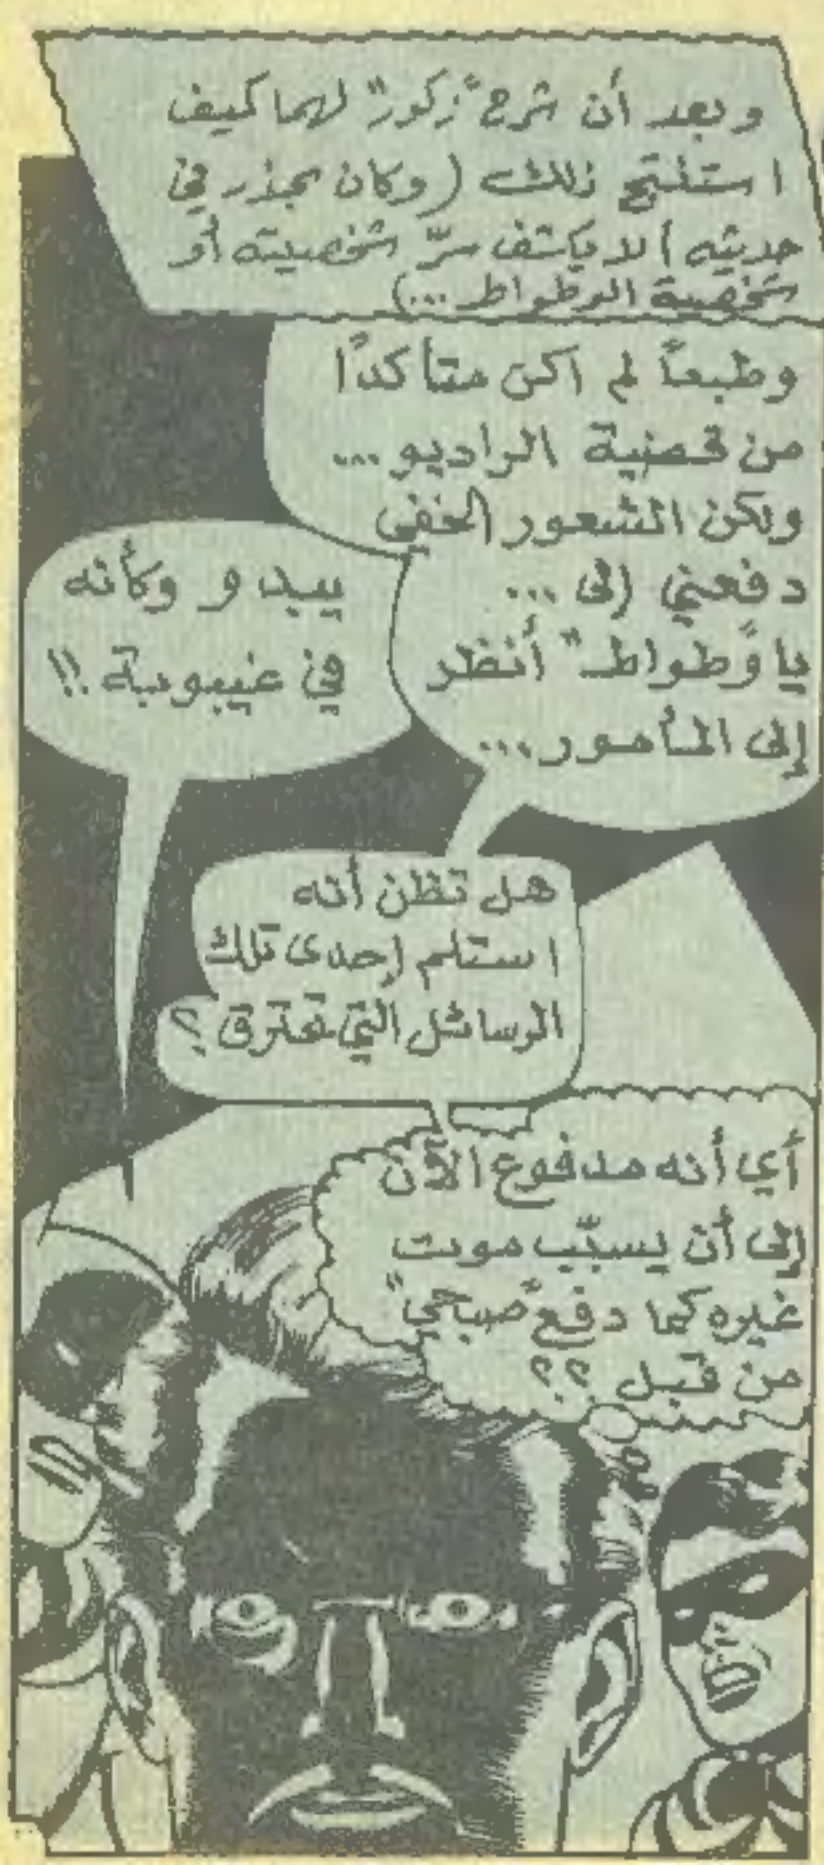 وبعد أن شرح "زكور" لهما كيف
استنتج ذلك (وكان يحذر في
حديثه ألا يكشف سرّ شخصيته أو
شخصية الوطواط...)
وطبعاً لم اكن متأكداً
من قضية الراديو...
ولكن الشعور الخفي
دفعني إلى ...
يا "وطواط" أنظر
إلى المأمور...
يبدو وكأنه
في غيبوبة !!
هل تظن أنه
استلم إحدى تلك
الرسائل التي تحترق ؟
أي أنه مدفوع الآن
إلى أن يسبّب موت
غيره كما دفع "صبحي"
من قبل ؟؟